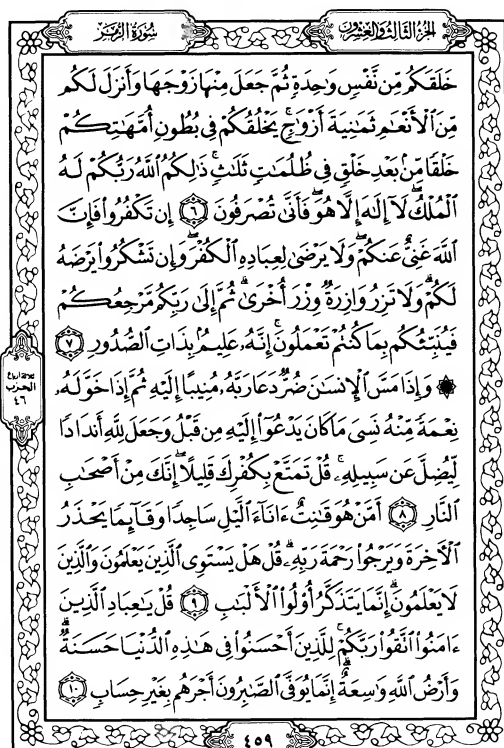 الجزء الثالث والعشرون
سورة الزمر
خَلَقَكُم مِّن نَّفْسٍ وَٰحِدَةٍ ثُمَّ جَعَلَ مِنْهَا زَوْجَهَا وَأَنزَلَ لَكُم
مِّنَ ٱلْأَنْعَٰمِ ثَمَٰنِيَةَ أَزْوَٰجٍ ۚ يَخْلُقُكُمْ فِى بُطُونِ أُمَّهَٰتِكُمْ
خَلْقًا مِّنۢ بَعْدِ خَلْقٍ فِى ظُلُمَٰتٍ ثَلَٰثٍ ۚ ذَٰلِكُمُ ٱللَّهُ رَبُّكُمْ لَهُ
ٱلْمُلْكُ ۖ لَآ إِلَٰهَ إِلَّا هُوَ ۖ فَأَنَّىٰ تُصْرَفُونَ ٦ إِن تَكْفُرُوا۟ فَإِنَّ
ٱللَّهَ غَنِىٌّ عَنكُمْ ۖ وَلَا يَرْضَىٰ لِعِبَادِهِ ٱلْكُفْرَ ۖ وَإِن تَشْكُرُوا۟ يَرْضَهُ
لَكُمْ ۗ وَلَا تَزِرُ وَازِرَةٌ وِزْرَ أُخْرَىٰ ۗ ثُمَّ إِلَىٰ رَبِّكُم مَّرْجِعُكُمْ
فَيُنَبِّئُكُم بِمَا كُنتُمْ تَعْمَلُونَ ۚ إِنَّهُۥ عَلِيمٌۢ بِذَاتِ ٱلصُّدُورِ ٧
۞ وَإِذَا مَسَّ ٱلْإِنسَٰنَ ضُرٌّ دَعَا رَبَّهُۥ مُنِيبًا إِلَيْهِ ثُمَّ إِذَا خَوَّلَهُۥ
نِعْمَةً مِّنْهُ نَسِىَ مَا كَانَ يَدْعُوٓا۟ إِلَيْهِ مِن قَبْلُ وَجَعَلَ لِلَّهِ أَندَادًا
لِّيُضِلَّ عَن سَبِيلِهِۦ ۚ قُلْ تَمَتَّعْ بِكُفْرِكَ قَلِيلًا ۖ إِنَّكَ مِنْ أَصْحَٰبِ
ٱلنَّارِ ٨ أَمَّنْ هُوَ قَٰنِتٌ ءَانَآءَ ٱلَّيْلِ سَاجِدًا وَقَآئِمًا يَحْذَرُ
ٱلْءَاخِرَةَ وَيَرْجُوا۟ رَحْمَةَ رَبِّهِۦ ۗ قُلْ هَلْ يَسْتَوِى ٱلَّذِينَ يَعْلَمُونَ وَٱلَّذِينَ
لَا يَعْلَمُونَ ۗ إِنَّمَا يَتَذَكَّرُ أُو۟لُوا۟ ٱلْأَلْبَٰبِ ٩ قُلْ يَٰعِبَادِ ٱلَّذِينَ
ءَامَنُوا۟ ٱتَّقُوا۟ رَبَّكُمْ ۚ لِلَّذِينَ أَحْسَنُوا۟ فِى هَٰذِهِ ٱلدُّنْيَا حَسَنَةٌ ۗ
وَأَرْضُ ٱللَّهِ وَٰسِعَةٌ ۗ إِنَّمَا يُوَفَّى ٱلصَّٰبِرُونَ أَجْرَهُم بِغَيْرِ حِسَابٍ ١٠
ثلاثة أرباع
الحزب
٤٦
٤٥٩